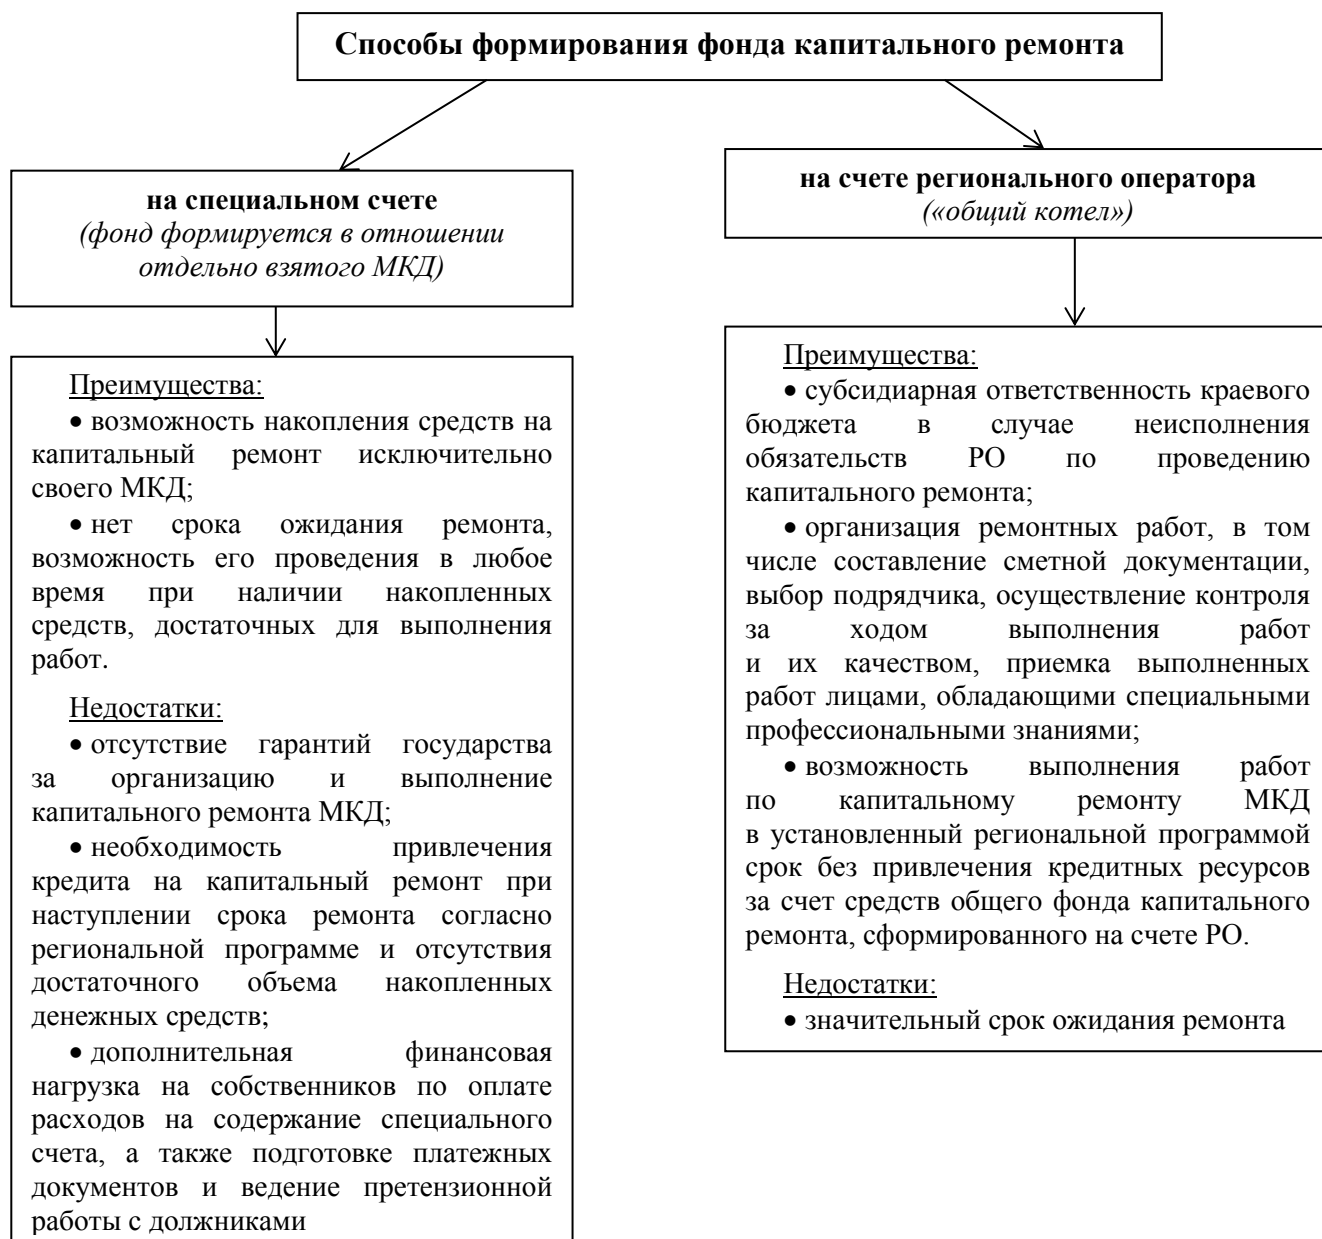 Способы формирования фонда капитального ремонта
на специальном счете
(фонд формируется в отношении
отдельно взятого МКД)
Преимущества:
• возможность накопления средств на
капитальный ремонт исключительно
своего МКД;
• нет срока ожидания ремонта,
возможность его проведения в любое
время при наличии накопленных
средств, достаточных для выполнения
работ.
Недостатки:
• отсутствие гарантий государства
за организацию и выполнение
капитального ремонта МКД;
• необходимость привлечения
кредита на капитальный ремонт при
наступлении срока ремонта согласно
региональной программе и отсутствия
достаточного объема накопленных
денежных средств;
• дополнительная финансовая
нагрузка на собственников по оплате
расходов на содержание специального
счета, а также подготовке платежных
документов и ведение претензионной
работы с должниками
на счете регионального оператора
(«общий котел»)
Преимущества:
• субсидиарная ответственность краевого
бюджета в случае неисполнения
обязательств РО по проведению
капитального ремонта;
• организация ремонтных работ, в том
числе составление сметной документации,
выбор подрядчика, осуществление контроля
за ходом выполнения работ
и их качеством, приемка выполненных
работ лицами, обладающими специальными
профессиональными знаниями;
• возможность выполнения работ
по капитальному ремонту МКД
в установленный региональной программой
срок без привлечения кредитных ресурсов
за счет средств общего фонда капитального
ремонта, сформированного на счете РО.
Недостатки:
• значительный срок ожидания ремонта